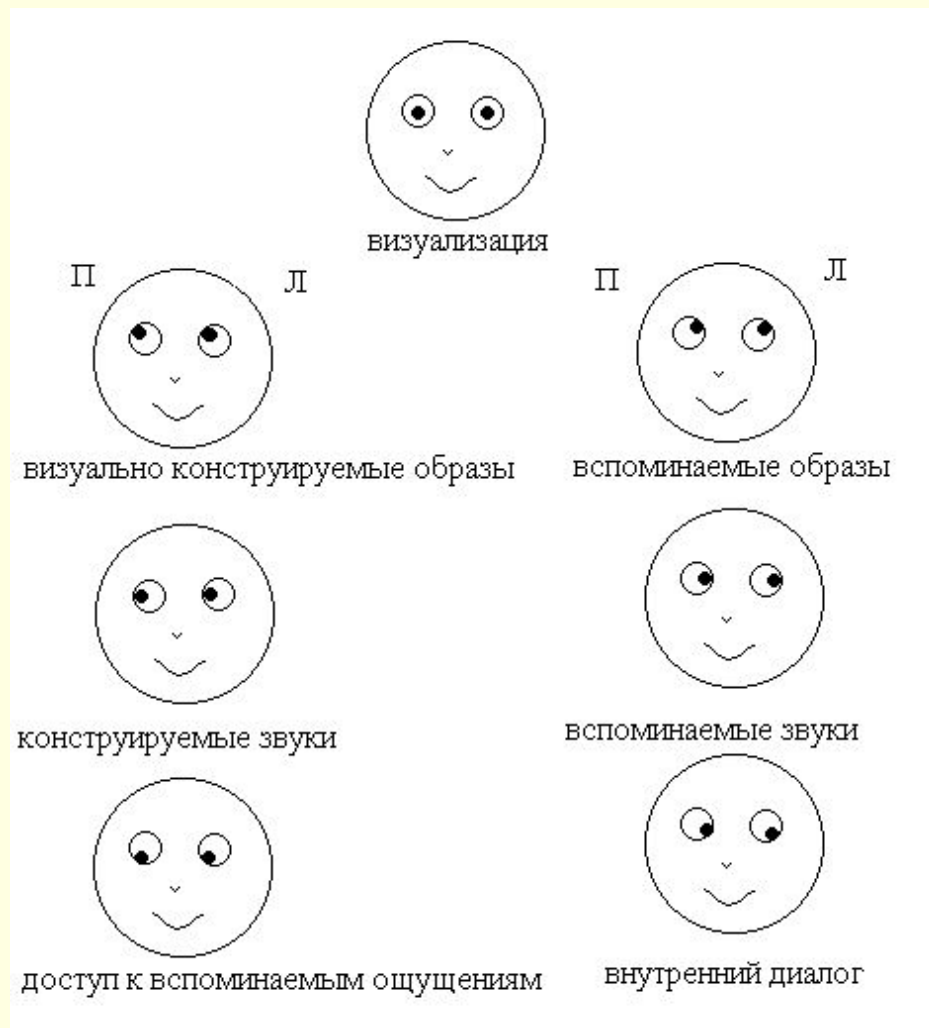 визуализация
П Л
П Л
визуально конструируемые образы
вспоминаемые образы
конструируемые звуки
вспоминаемые звуки
доступ к вспоминаемым ощущениям
внутренний диалог